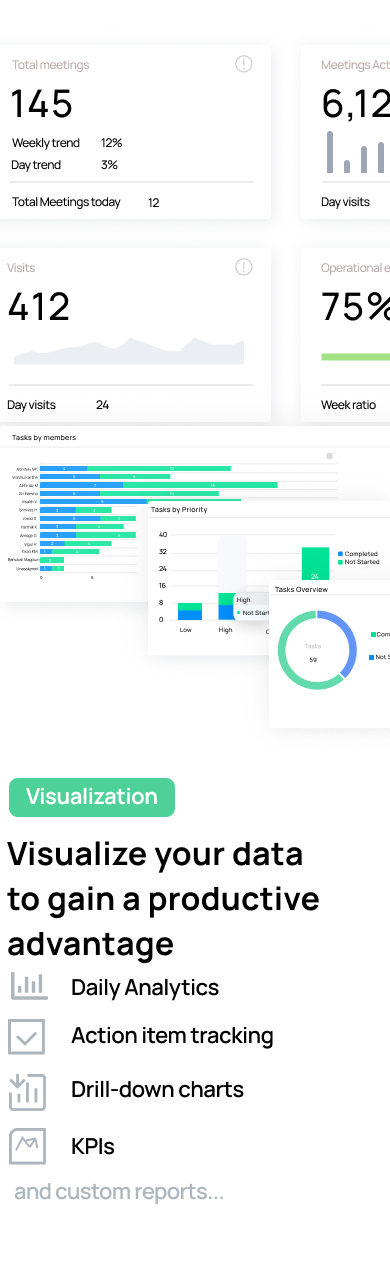 Total meetings
145
Weekly trend 12%
Day trend 3%
Total Meetings today 12
Meetings Act
6,12
Day visits
Visits
412
Day visits 24
Operational e
75%
Week ratio
Tasks by members
Unassigned
0
Tasks by Priority
40
32
24
16
8
0
24
Low
High
Completed
Not Started
High
Not Start
Tasks Overview
Tasks
59
Com
Not S
Visualization
Visualize your data
to gain a productive
advantage
Daily Analytics
Action item tracking
Drill-down charts
KPIs
and custom reports...